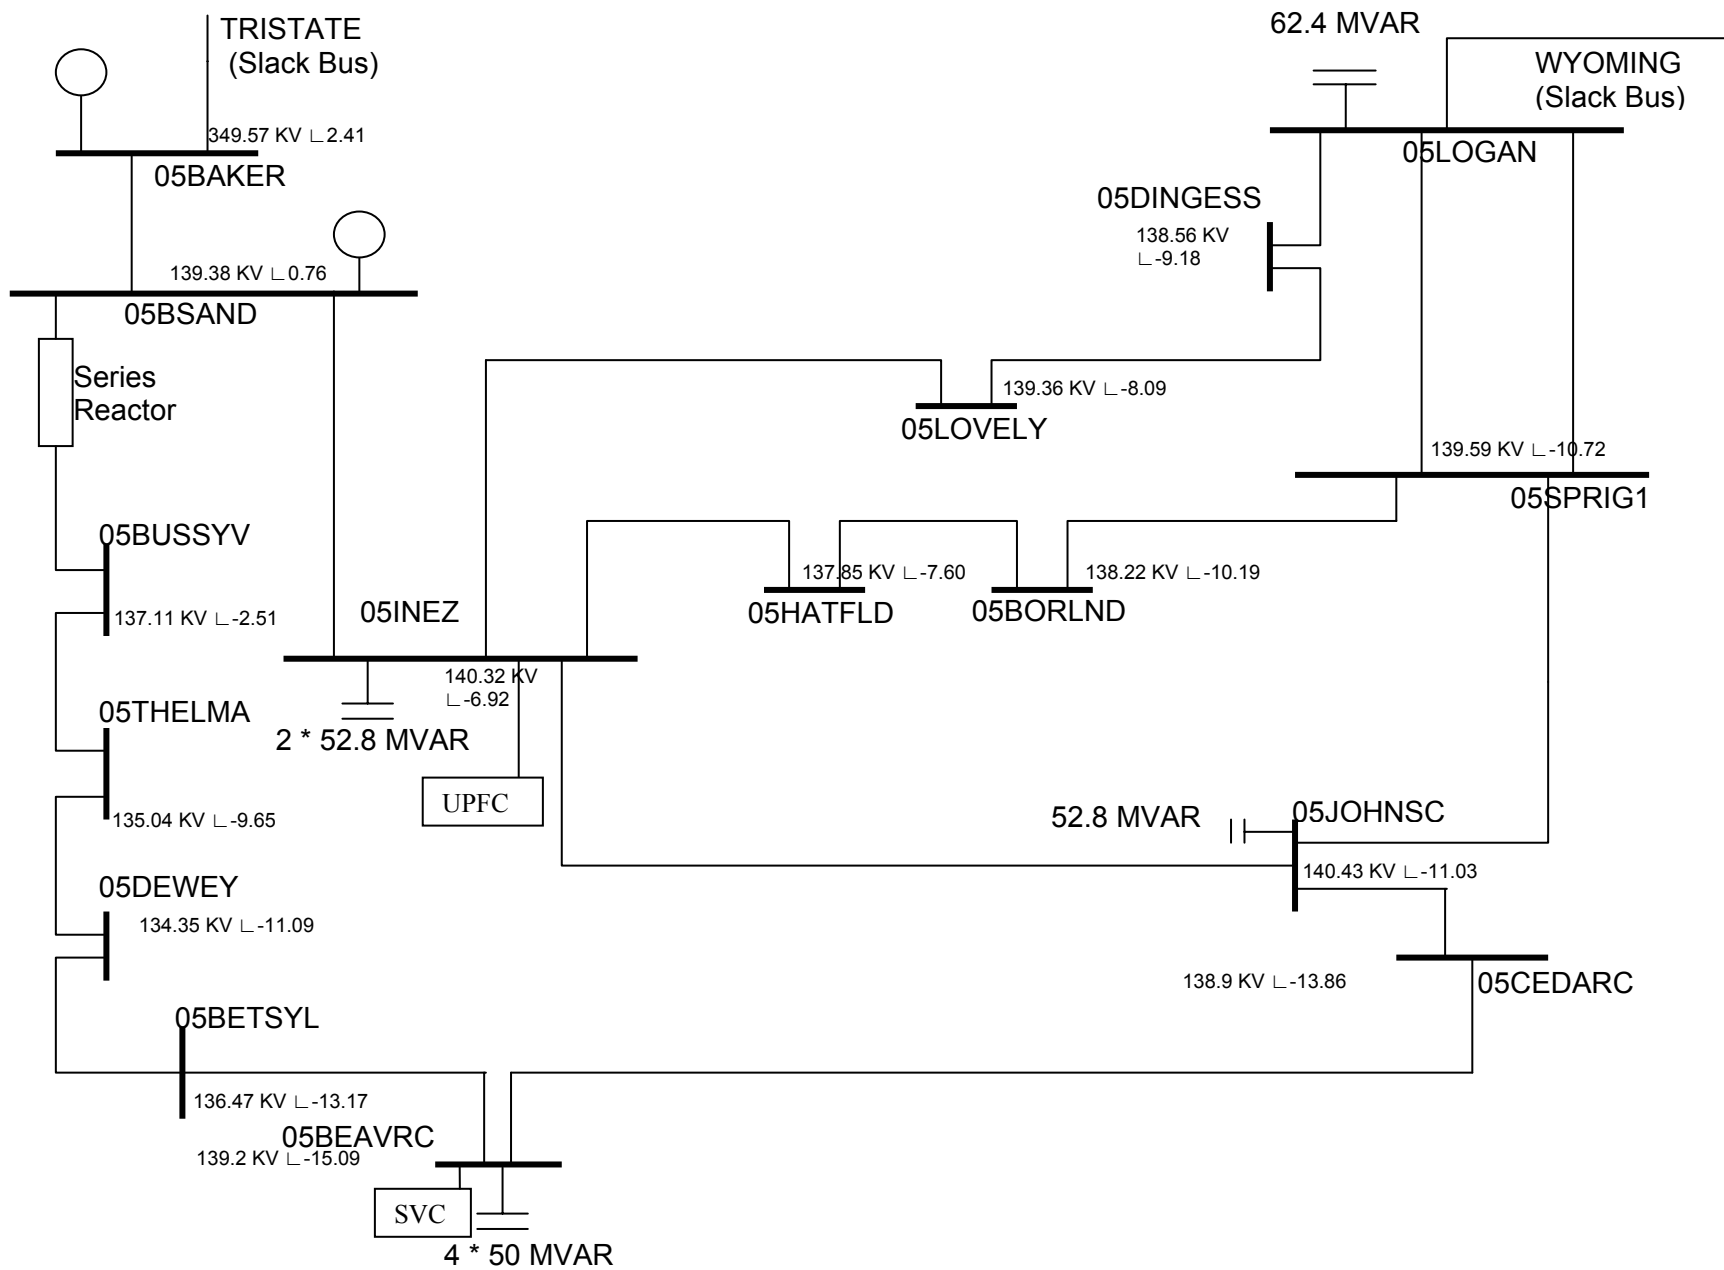 TRISTATE
(Slack Bus)
62.4 MVAR
WYOMING
(Slack Bus)
349.57 KV ∟2.41
05BAKER
05LOGAN
05DINGESS
138.56 KV
∟-9.18
139.38 KV ∟0.76
05BSAND
Series
Reactor
139.36 KV ∟-8.09
05LOVELY
139.59 KV ∟-10.72
05SPRIG1
05BUSSYV
137.11 KV ∟-2.51
05INEZ
137.85 KV ∟-7.60
05HATFLD
138.22 KV ∟-10.19
05BORLND
140.32 KV
∟-6.92
2 * 52.8 MVAR
UPFC
05THELMA
135.04 KV ∟-9.65
52.8 MVAR
05JOHNSC
140.43 KV ∟-11.03
05DEWEY
134.35 KV ∟-11.09
138.9 KV ∟-13.86
05CEDARC
05BETSYL
136.47 KV ∟-13.17
05BEAVRC
139.2 KV ∟-15.09
SVC
4 * 50 MVAR